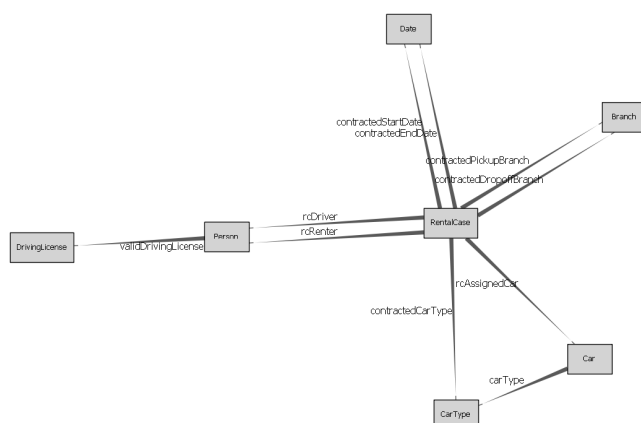 Date
contractedStartDate
contractedEndDate
Branch
contractedPickupBranch
contractedDropoffBranch
rcDriver
RentalCase
Person
rcRenter
DrivingLicense
validDrivingLicense
rcAssignedCar
contractedCarType
Car
carType
CarType